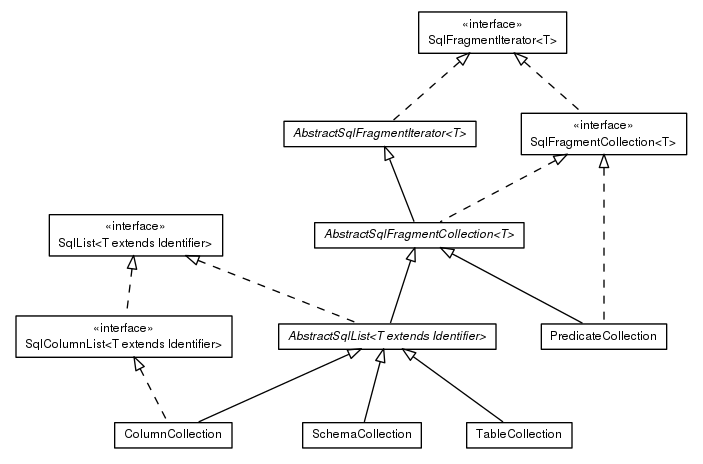 «interface»
SqlFragmentIterator<T>
AbstractSqlFragmentIterator<T>
«interface»
SqlFragmentCollection<T>
«interface»
SqlList<T extends Identifier>
AbstractSqlFragmentCollection<T>
«interface»
SqlColumnList<T extends Identifier>
AbstractSqlList<T extends Identifier>
PredicateCollection
ColumnCollection
SchemaCollection
TableCollection